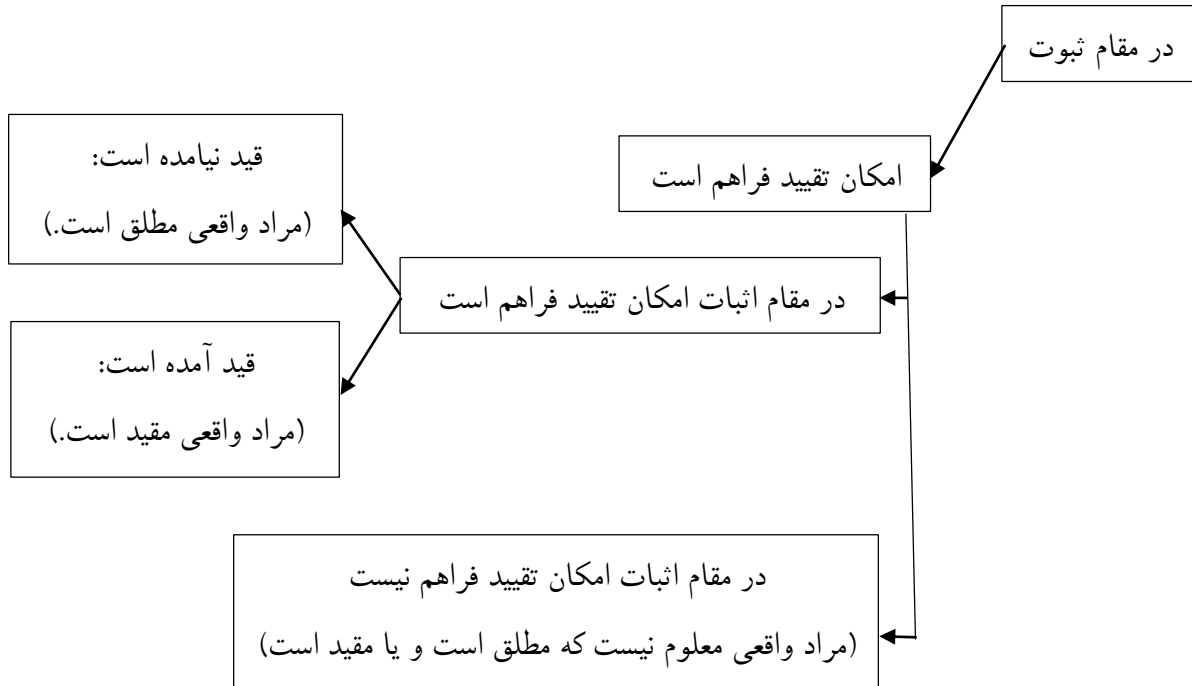 در مقام ثبوت
امکان تقیید فراهم است
قید نیامده است:
(مراد واقعی مطلق است.)
در مقام اثبات امکان تقیید فراهم است
قید آمده است:
(مراد واقعی مقید است.)
در مقام اثبات امکان تقیید فراهم نیست
(مراد واقعی معلوم نیست که مطلق است و یا مقید است)